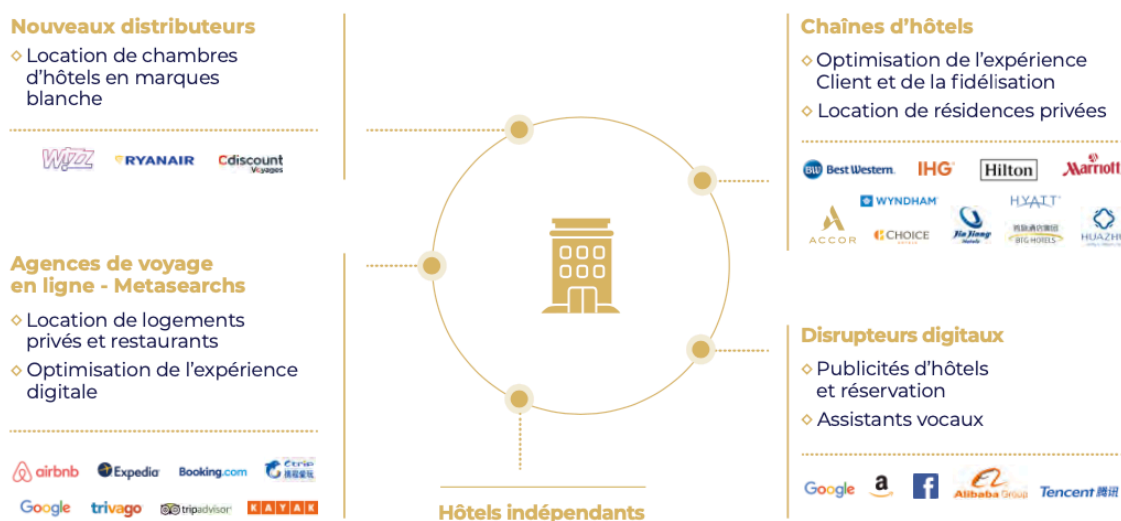 Nouveaux distributeurs
Location de chambres
d'hôtels en marques
blanche
WIZZ
RYANAIR
Cdiscount
Voyages
Agences de voyage
en ligne - Metasearchs
Location de logements
privés et restaurants
Optimisation de l'expérience
digitale
airbnb
Expedia
Booking.com
Ctrip
Google
trivago
tripadvisor
KAYAK
Hôtels indépendants
Chaînes d'hôtels
Optimisation de l'expérience
Client et de la fidélisation
Location de résidences privées
BW Best Western
IHG
Hilton
Marriott
ACCOR
WYNDHAM
CHOICE
HOTELS
Jin Jiang
Hotels
HYATT
BTG HOTELS
HUAZHU
Disrupteurs digitaux
Publicités d'hôtels
et réservation
Assistants vocaux
Google
a
f
Alibaba Group
Tencent 腾讯